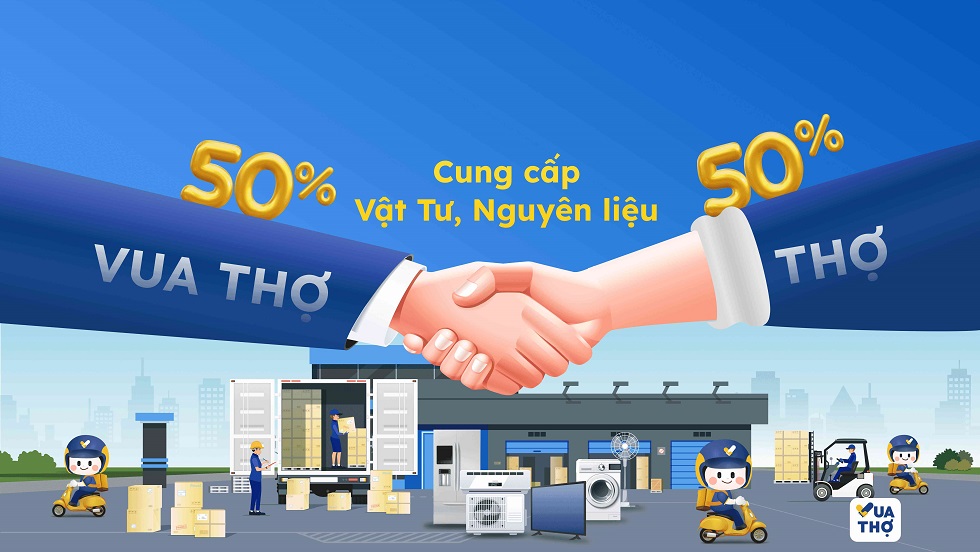 50%
50%
Cung cấp
Vật Tư, Nguyên liệu
VUA THỢ
THỢ
VUA
THỢ